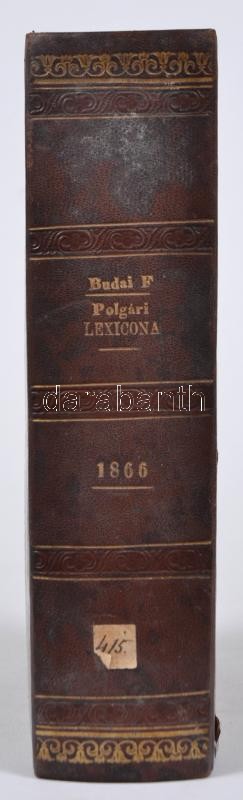 Budai F
Polgári
LEXICONA
darabanth
1866
415.